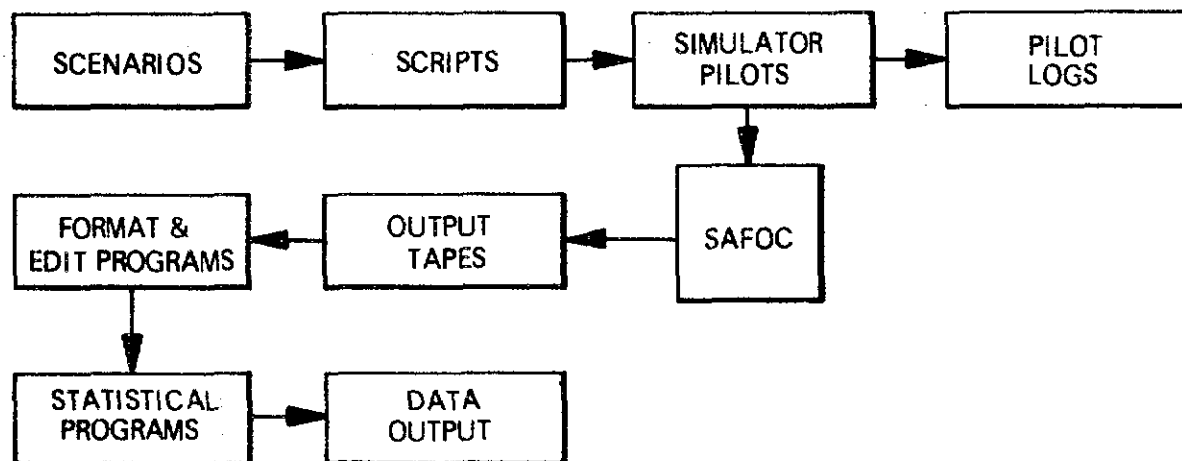 SCENARIOS
SCRIPTS
SIMULATOR
PILOTS
PILOT
LOGS
FORMAT &
EDIT PROGRAMS
OUTPUT
TAPES
SAFOC
STATISTICAL
PROGRAMS
DATA
OUTPUT